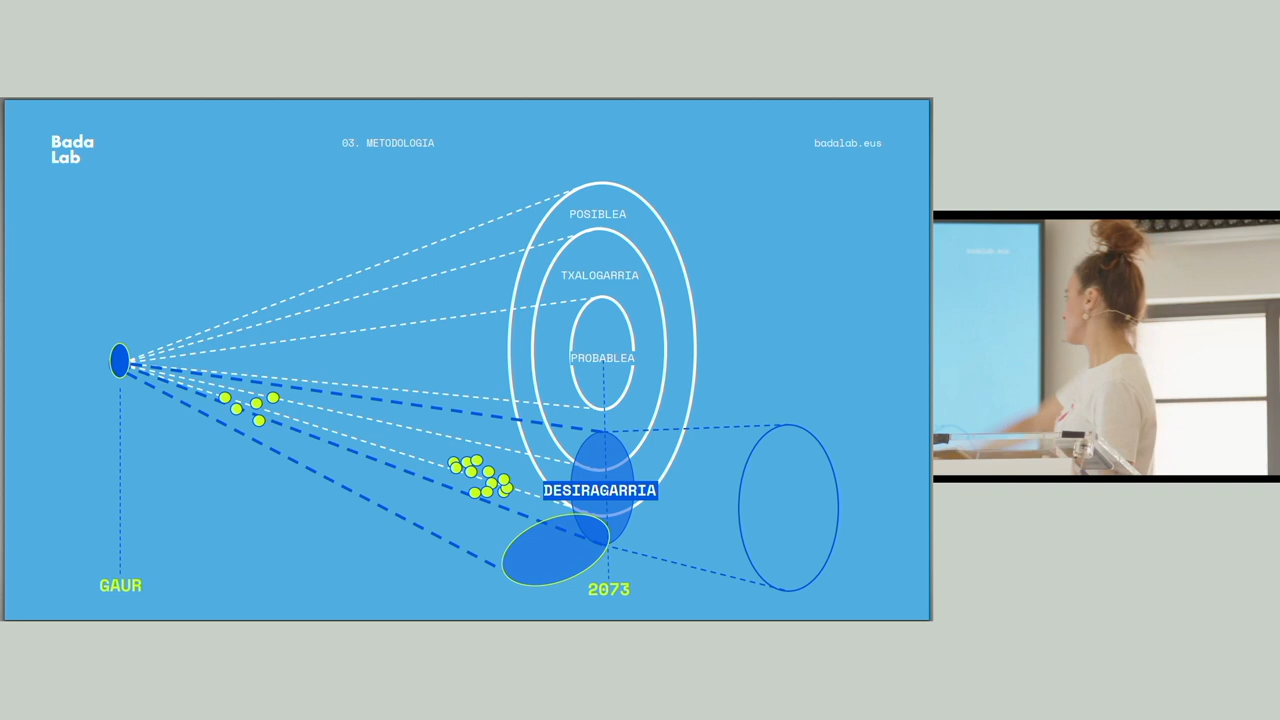 Bada
Lab
03. METODOLOGIA
badalab.eus
POSIBLEA
TXALOGARRIA
PROBABLEA
DESIRAGARRIA
GAUR
2073